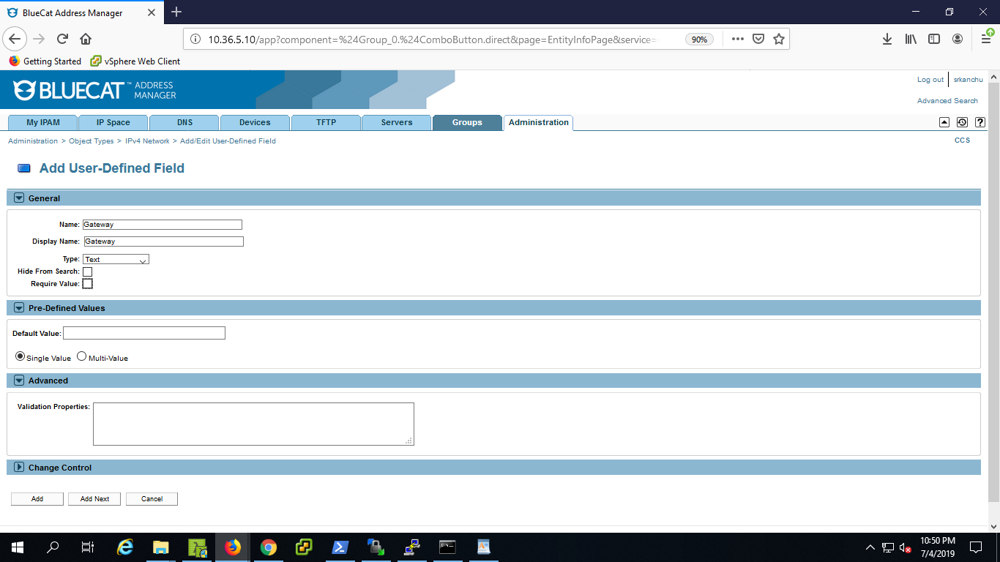 BlueCat Address Manager
10.36.5.10/app?component=%24Group_0.%24ComboButton.direct&page=EntityInfoPage&service=
90%
Getting Started
vSphere Web Client
BLUECAT™ ADDRESS MANAGER
Log out
srkanchu
Advanced Search
My IPAM
IP Space
DNS
Devices
TFTP
Servers
Groups
Administration
Administration > Object Types > IPv4 Network > Add/Edit User-Defined Field
CCS
Add User-Defined Field
General
Name: Gateway
Display Name: Gateway
Type: Text
Hide From Search:
Require Value:
Pre-Defined Values
Default Value:
Single Value Multi-Value
Advanced
Validation Properties:
Change Control
Add
Add Next
Cancel
10:50 PM
7/4/2019